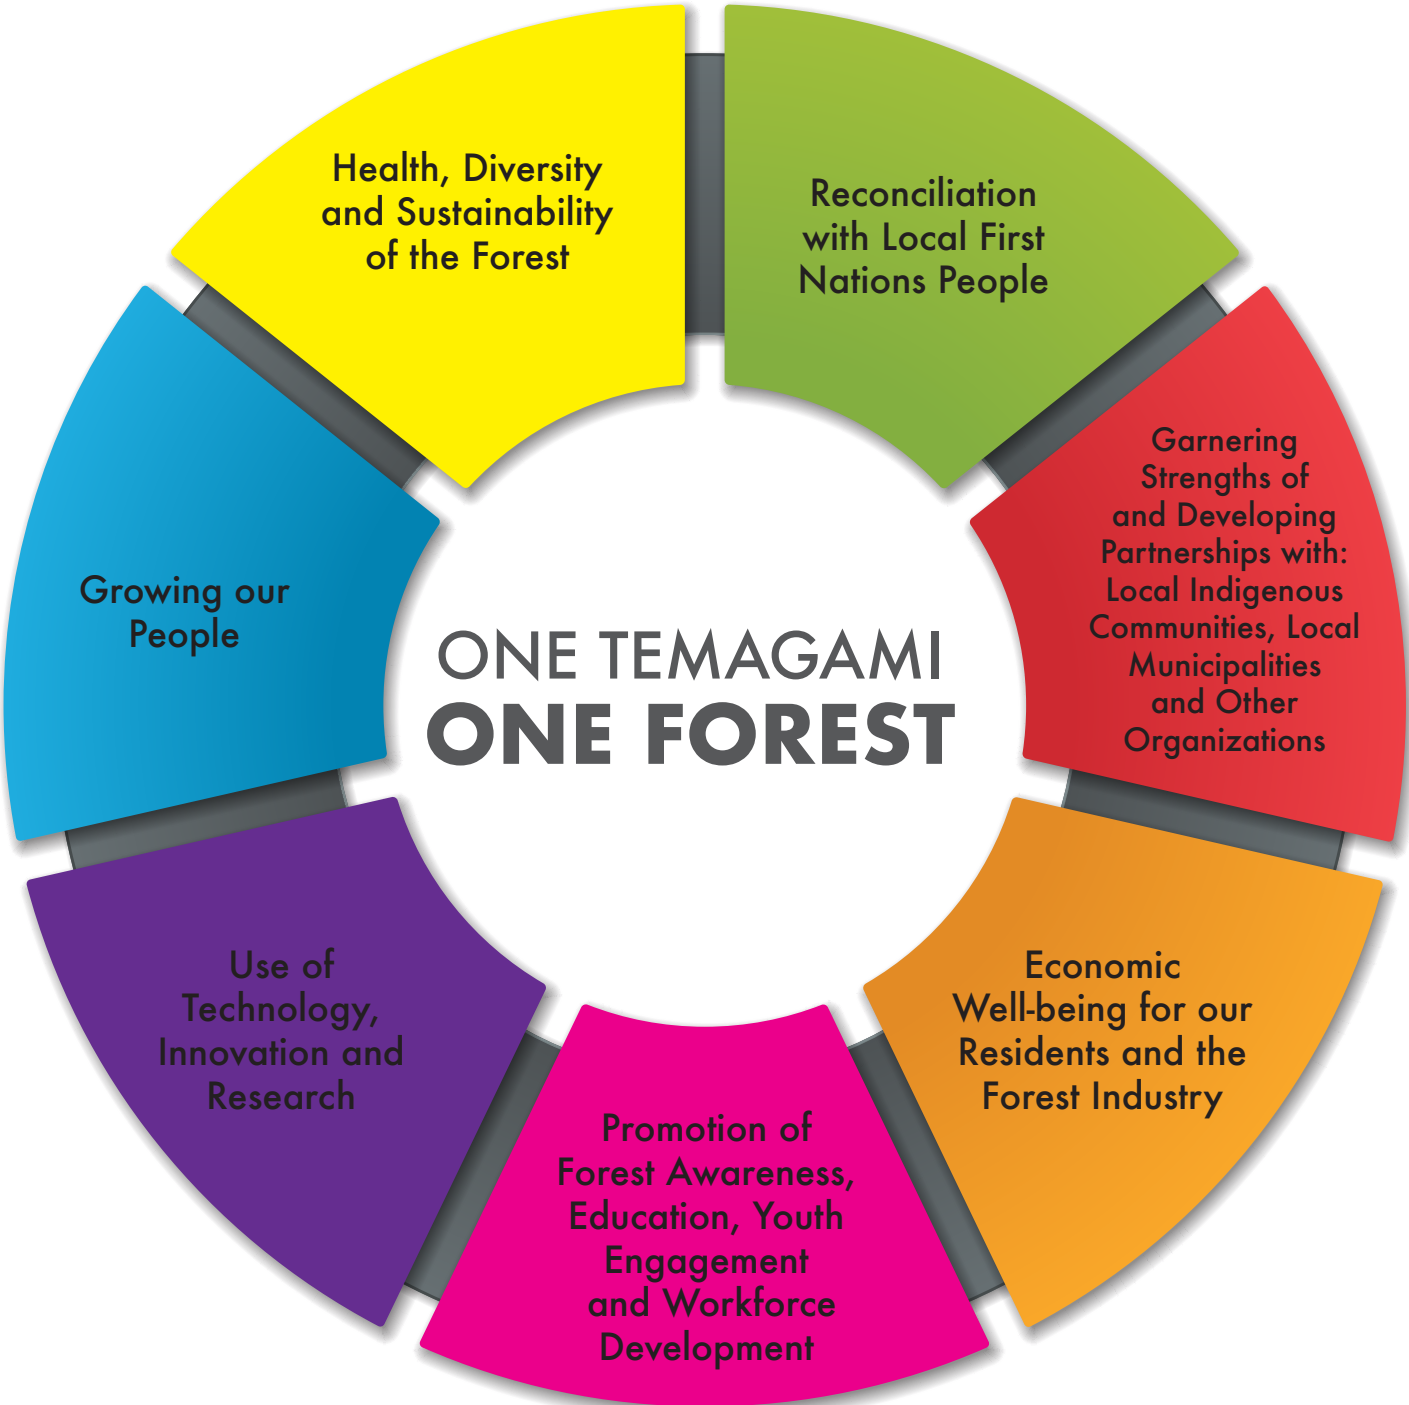 Health, Diversity
and Sustainability
of the Forest
Reconciliation
with Local First
Nations People
Garnering
Strengths of
and Developing
Partnerships with:
Local Indigenous
Communities, Local
Municipalities
and Other
Organizations
Growing our
People
ONE TEMAGAMI
ONE FOREST
Use of
Technology,
Innovation and
Research
Economic
Well-being for our
Residents and the
Forest Industry
Promotion of
Forest Awareness,
Education, Youth
Engagement
and Workforce
Development